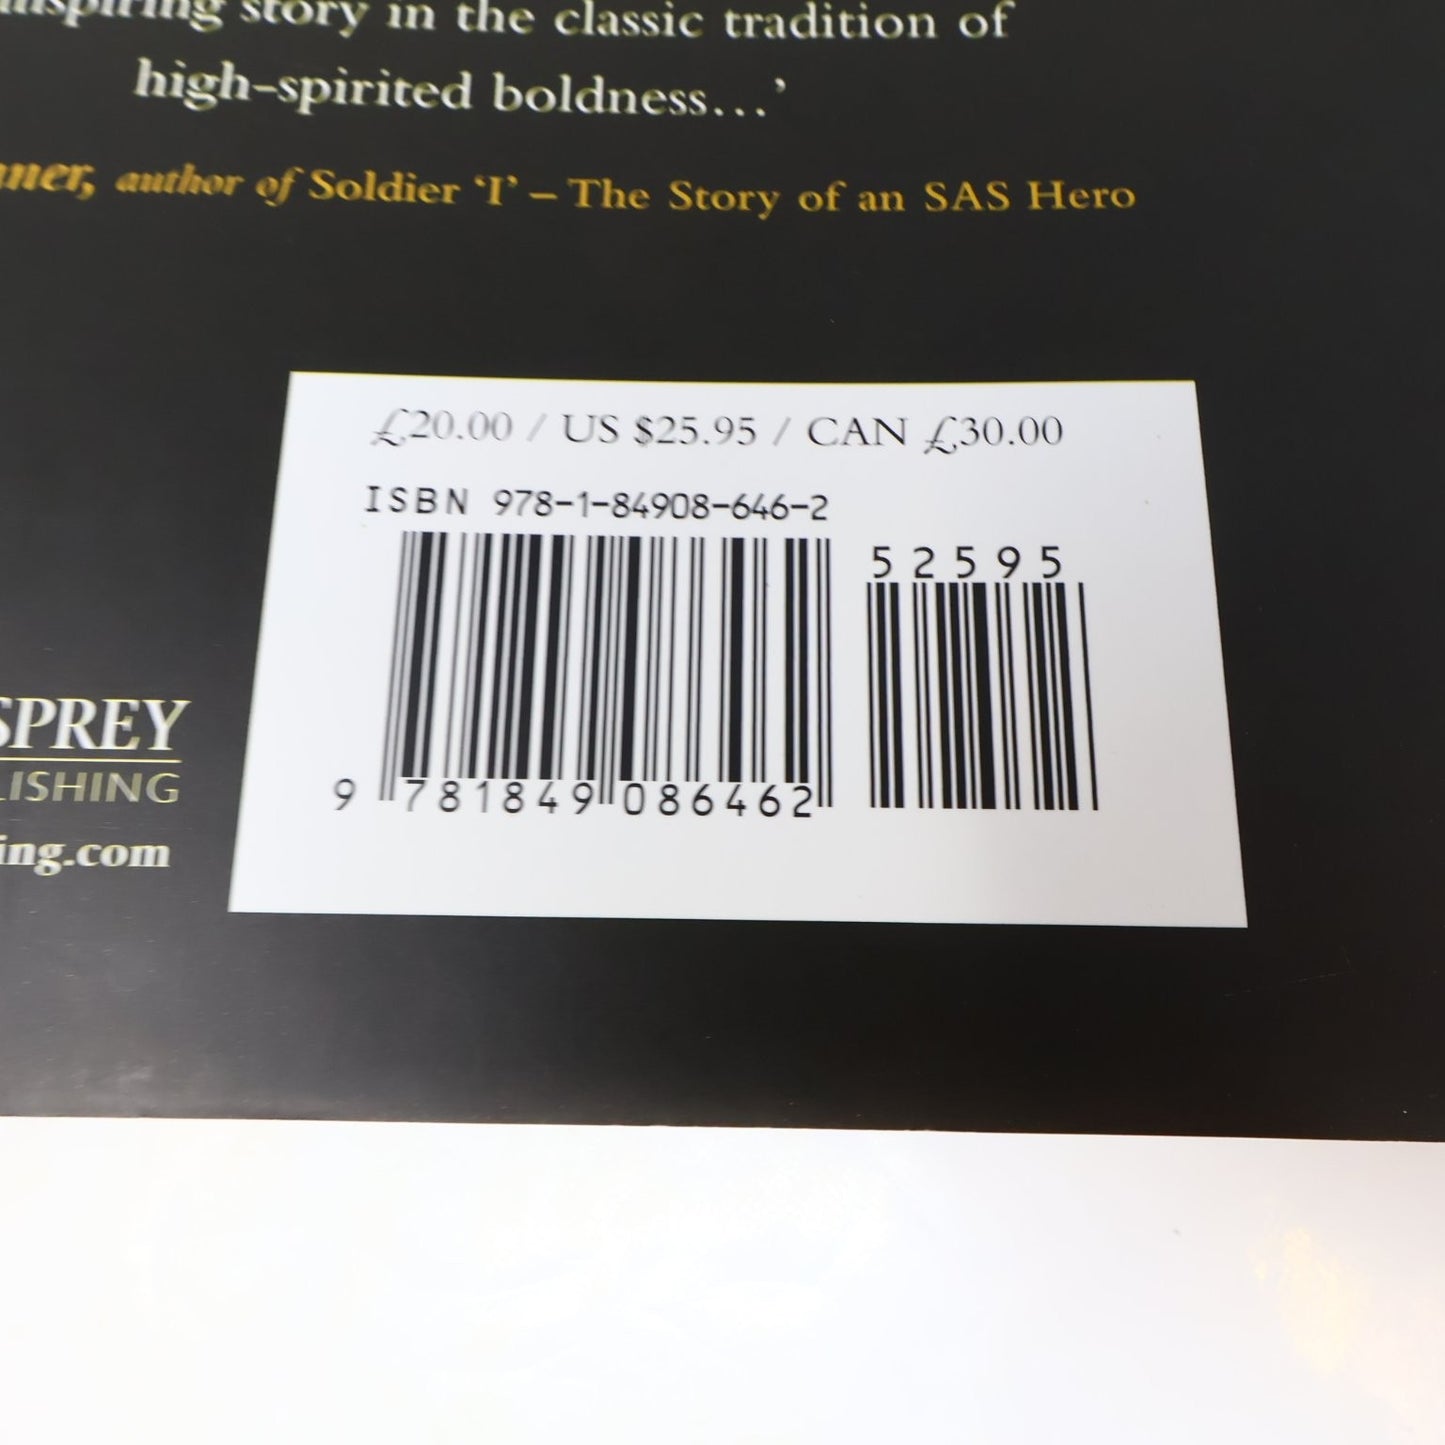 inspiring story in the classic tradition of
high-spirited boldness...’
author of Soldier ‘I’ – The Story of an SAS Hero
£20.00 / US $25.95 / CAN £30.00
ISBN 978-1-84908-646-2
52595
9 781849 086462
SPREY
LISHING
ing.com